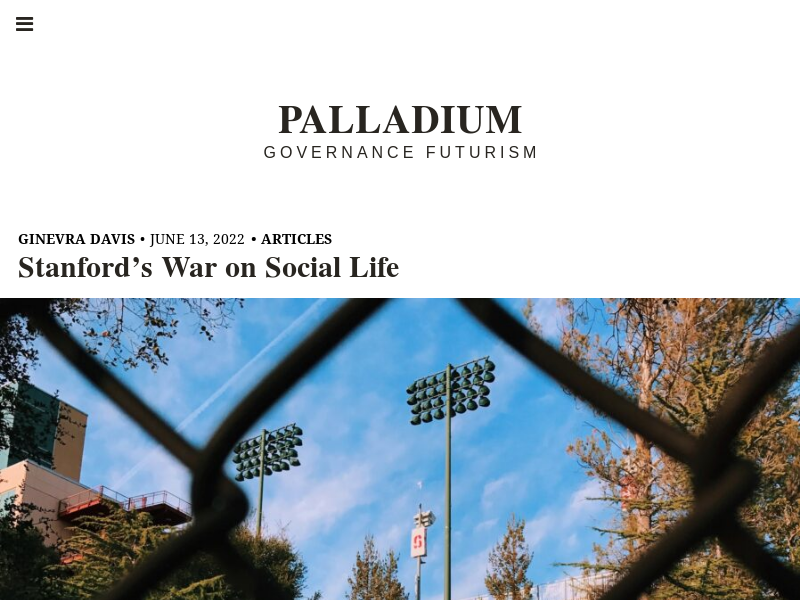 PALLADIUM
GOVERNANCE FUTURISM
GINEVRA DAVIS • JUNE 13, 2022 • ARTICLES
Stanford’s War on Social Life
S